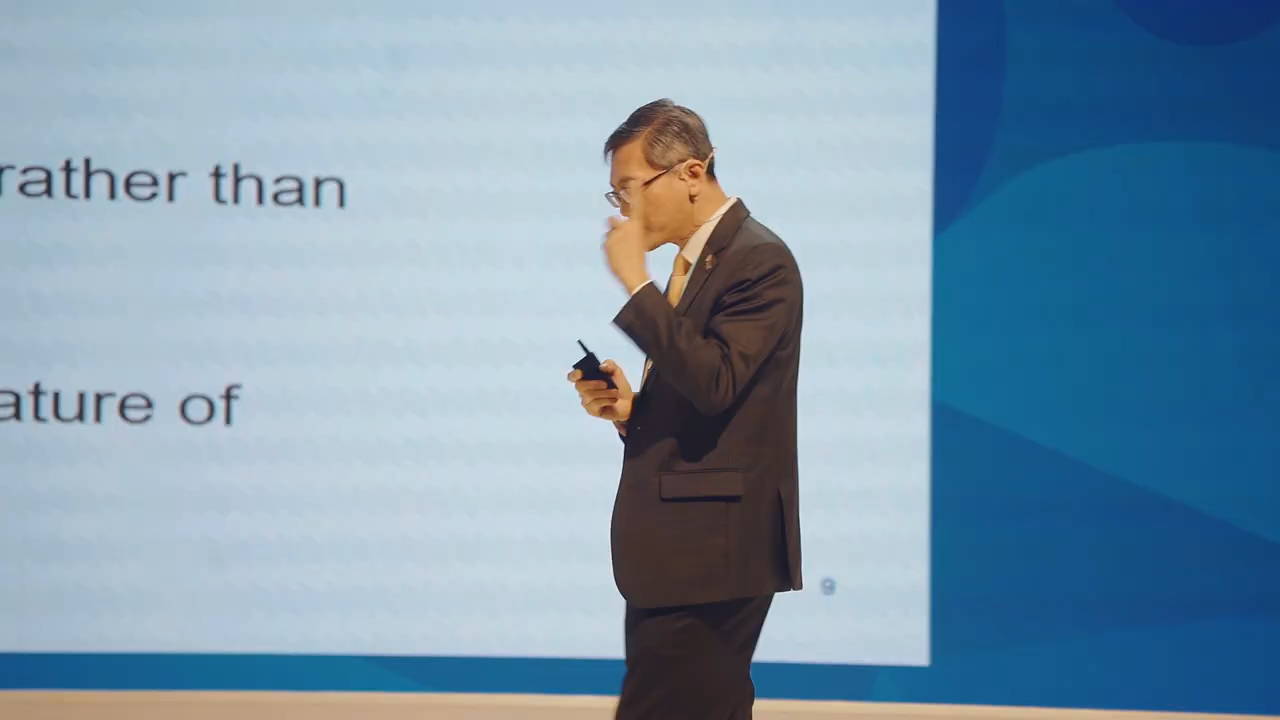 rather than
ature of